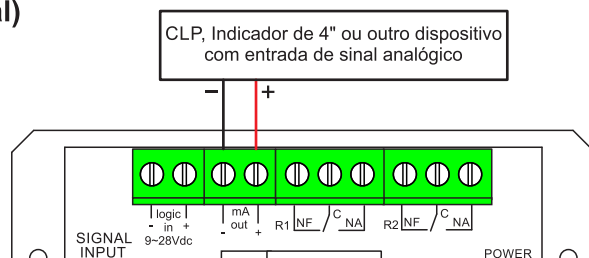 al)
CLP, Indicador de 4" ou outro dispositivo
com entrada de sinal analógico
− +
logic
- in +
9~28Vdc
mA
out
- +
R1 NF C NA
R2 NF C NA
SIGNAL
INPUT
POWER